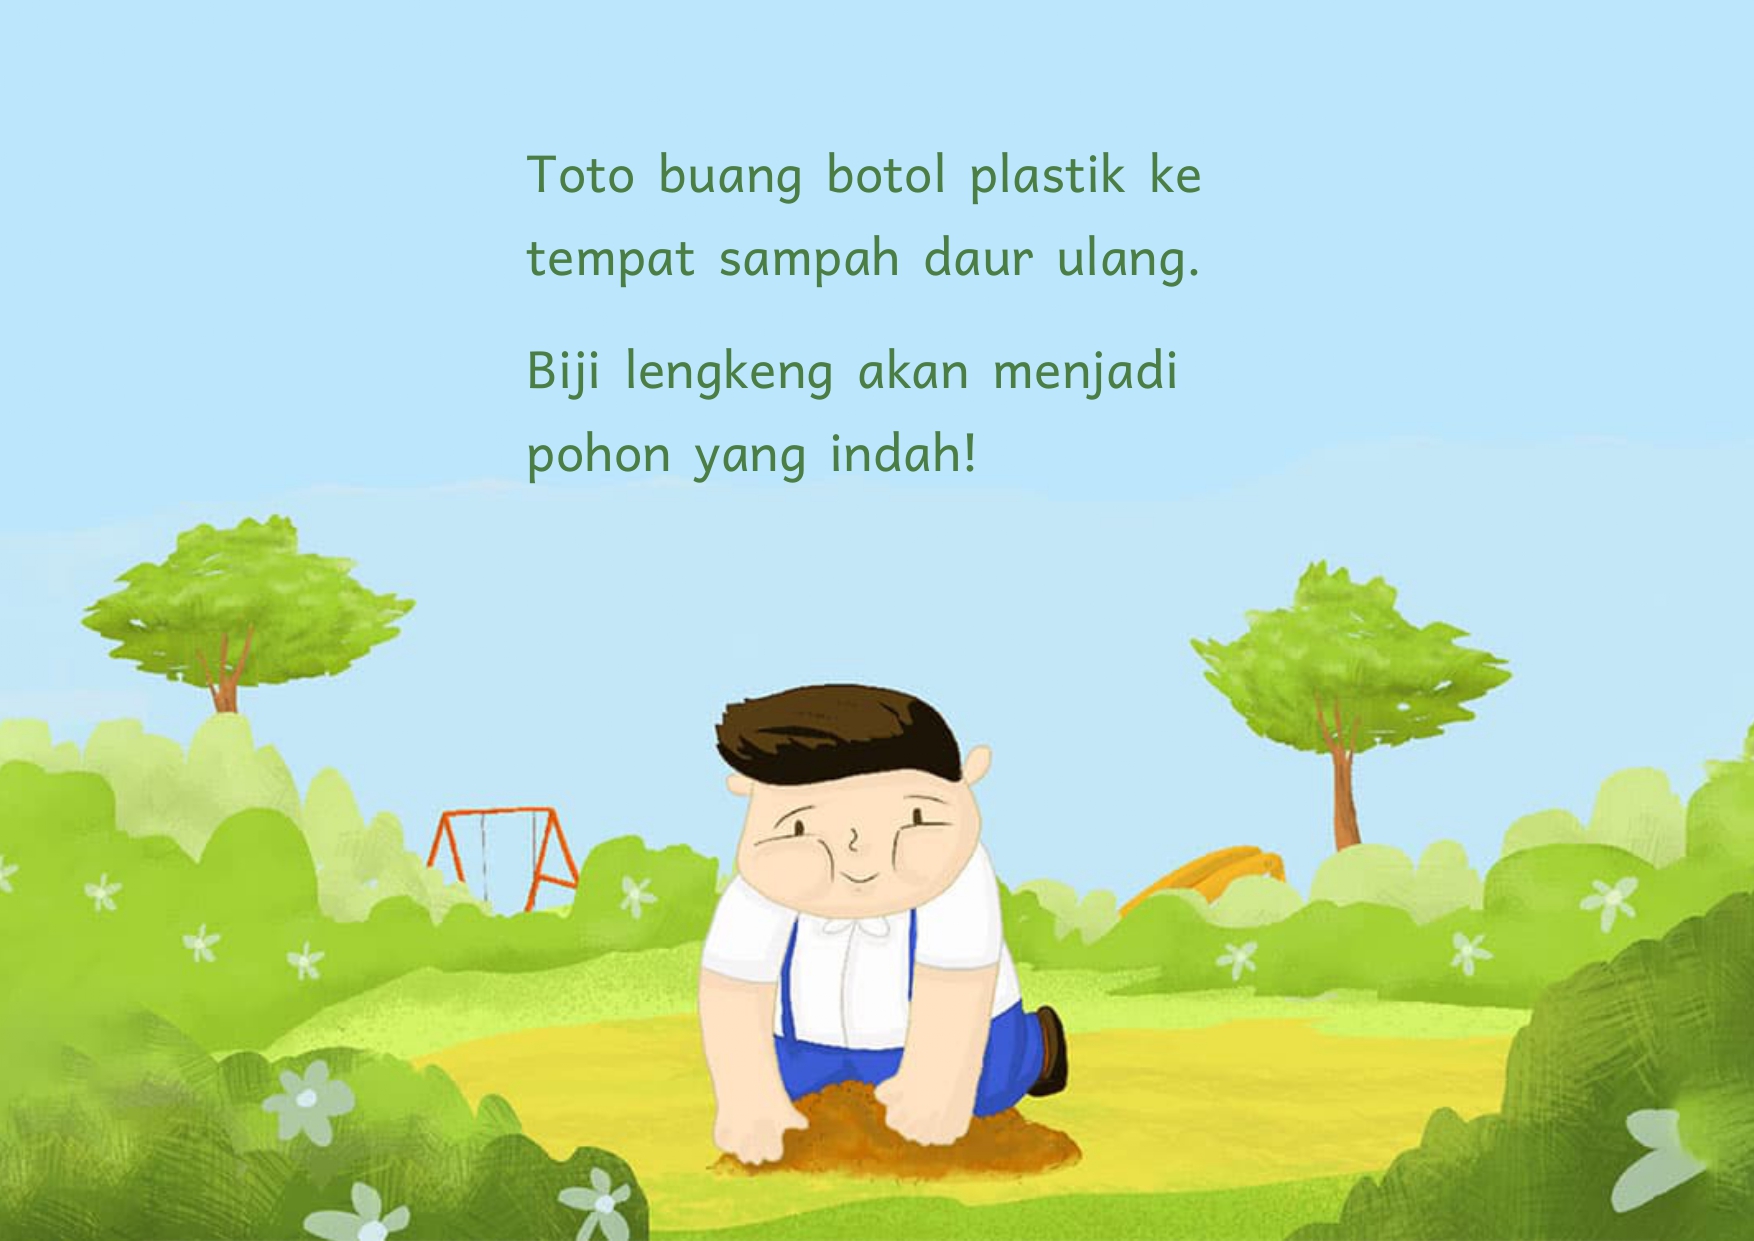 Toto buang botol plastik ke
tempat sampah daur ulang.
Biji lengkeng akan menjadi
pohon yang indah!